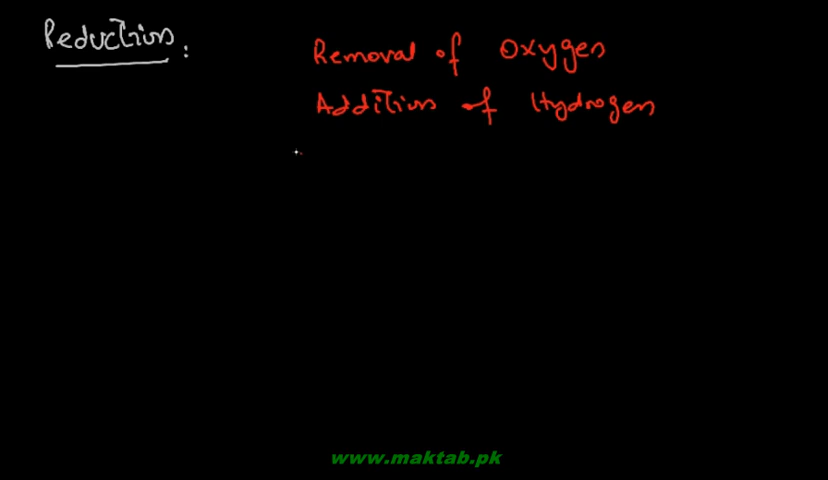 Reduction :
Removal of Oxygen
Addition of Hydrogen
www.maktab.pk